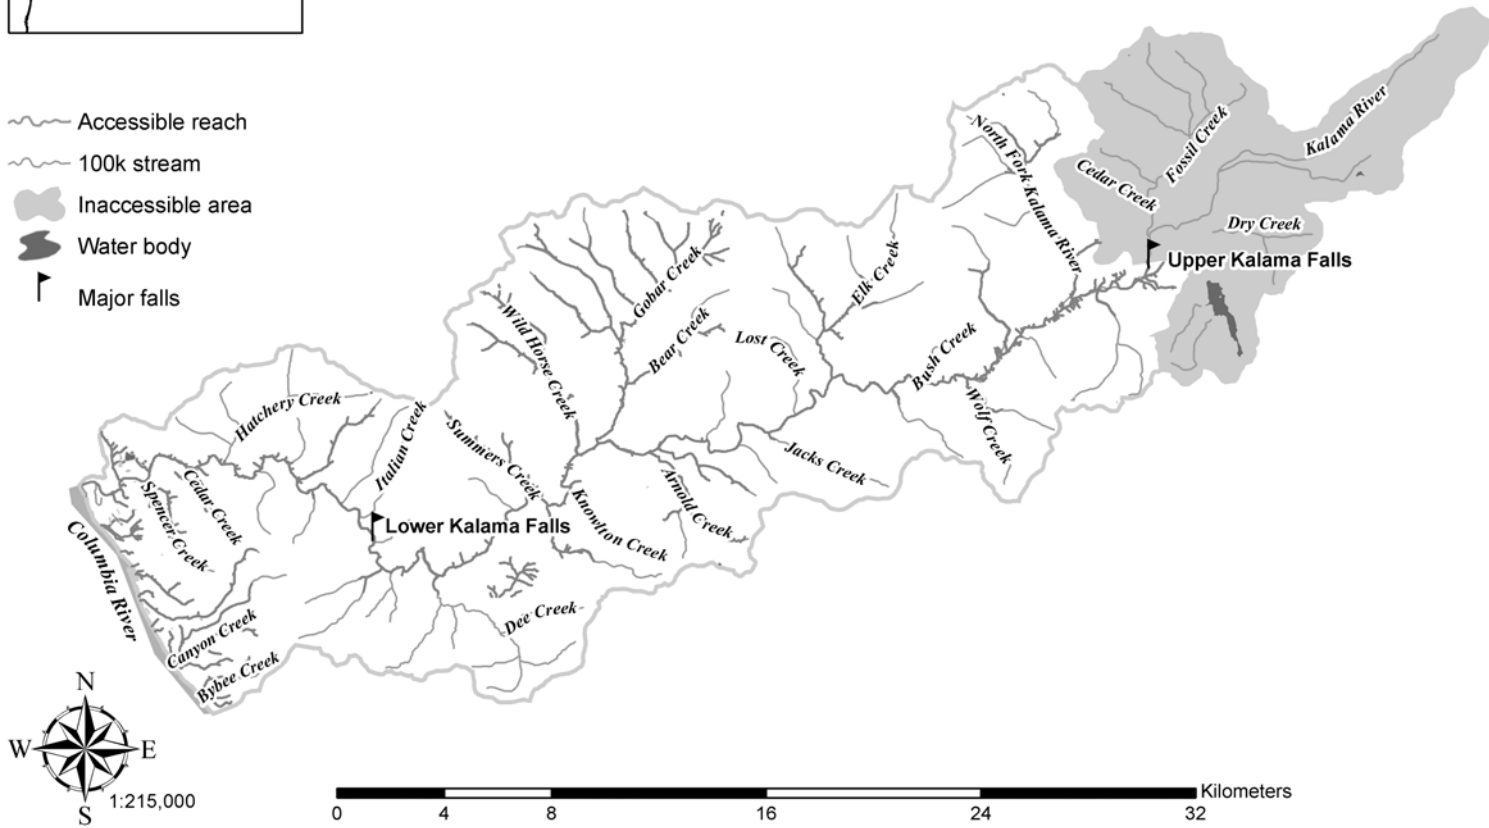 Accessible reach
100k stream
Inaccessible area
Water body
Major falls
Kalama River
Fossil Creek
Cedar Creek
North Fork Kalama River
Dry Creek
Upper Kalama Falls
Elk Creek
Gobar Creek
Bear Creek
Lost Creek
Bush Creek
Wolf Creek
Wild Horse Creek
Hatchery Creek
Italian Creek
Summers Creek
Jacks Creek
Arnold Creek
Knowlton Creek
Lower Kalama Falls
Cedar Creek
Spencer Creek
Columbia River
Dee Creek
Canyon Creek
Bybee Creek
N
W E
S
1:215,000
Kilometers
0 4 8 16 24 32